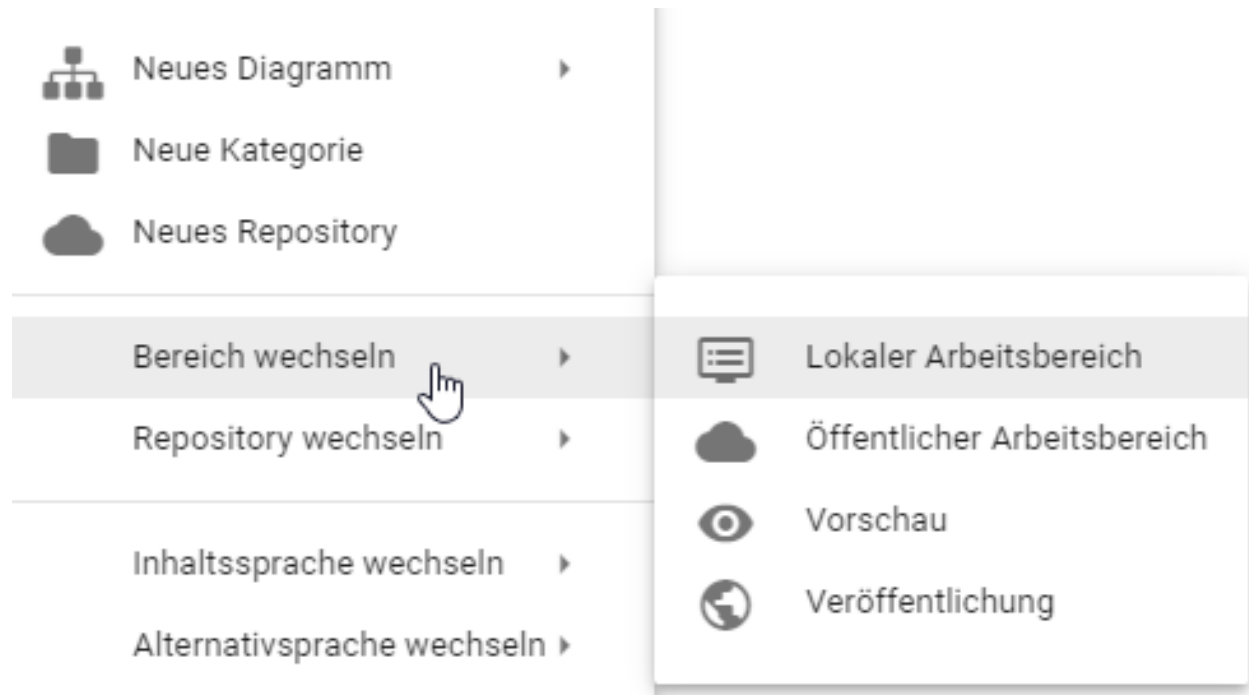 Neues Diagramm
Neue Kategorie
Neues Repository
Bereich wechseln
Repository wechseln
Inhaltssprache wechseln
Alternativsprache wechseln
Lokaler Arbeitsbereich
Öffentlicher Arbeitsbereich
Vorschau
Veröffentlichung